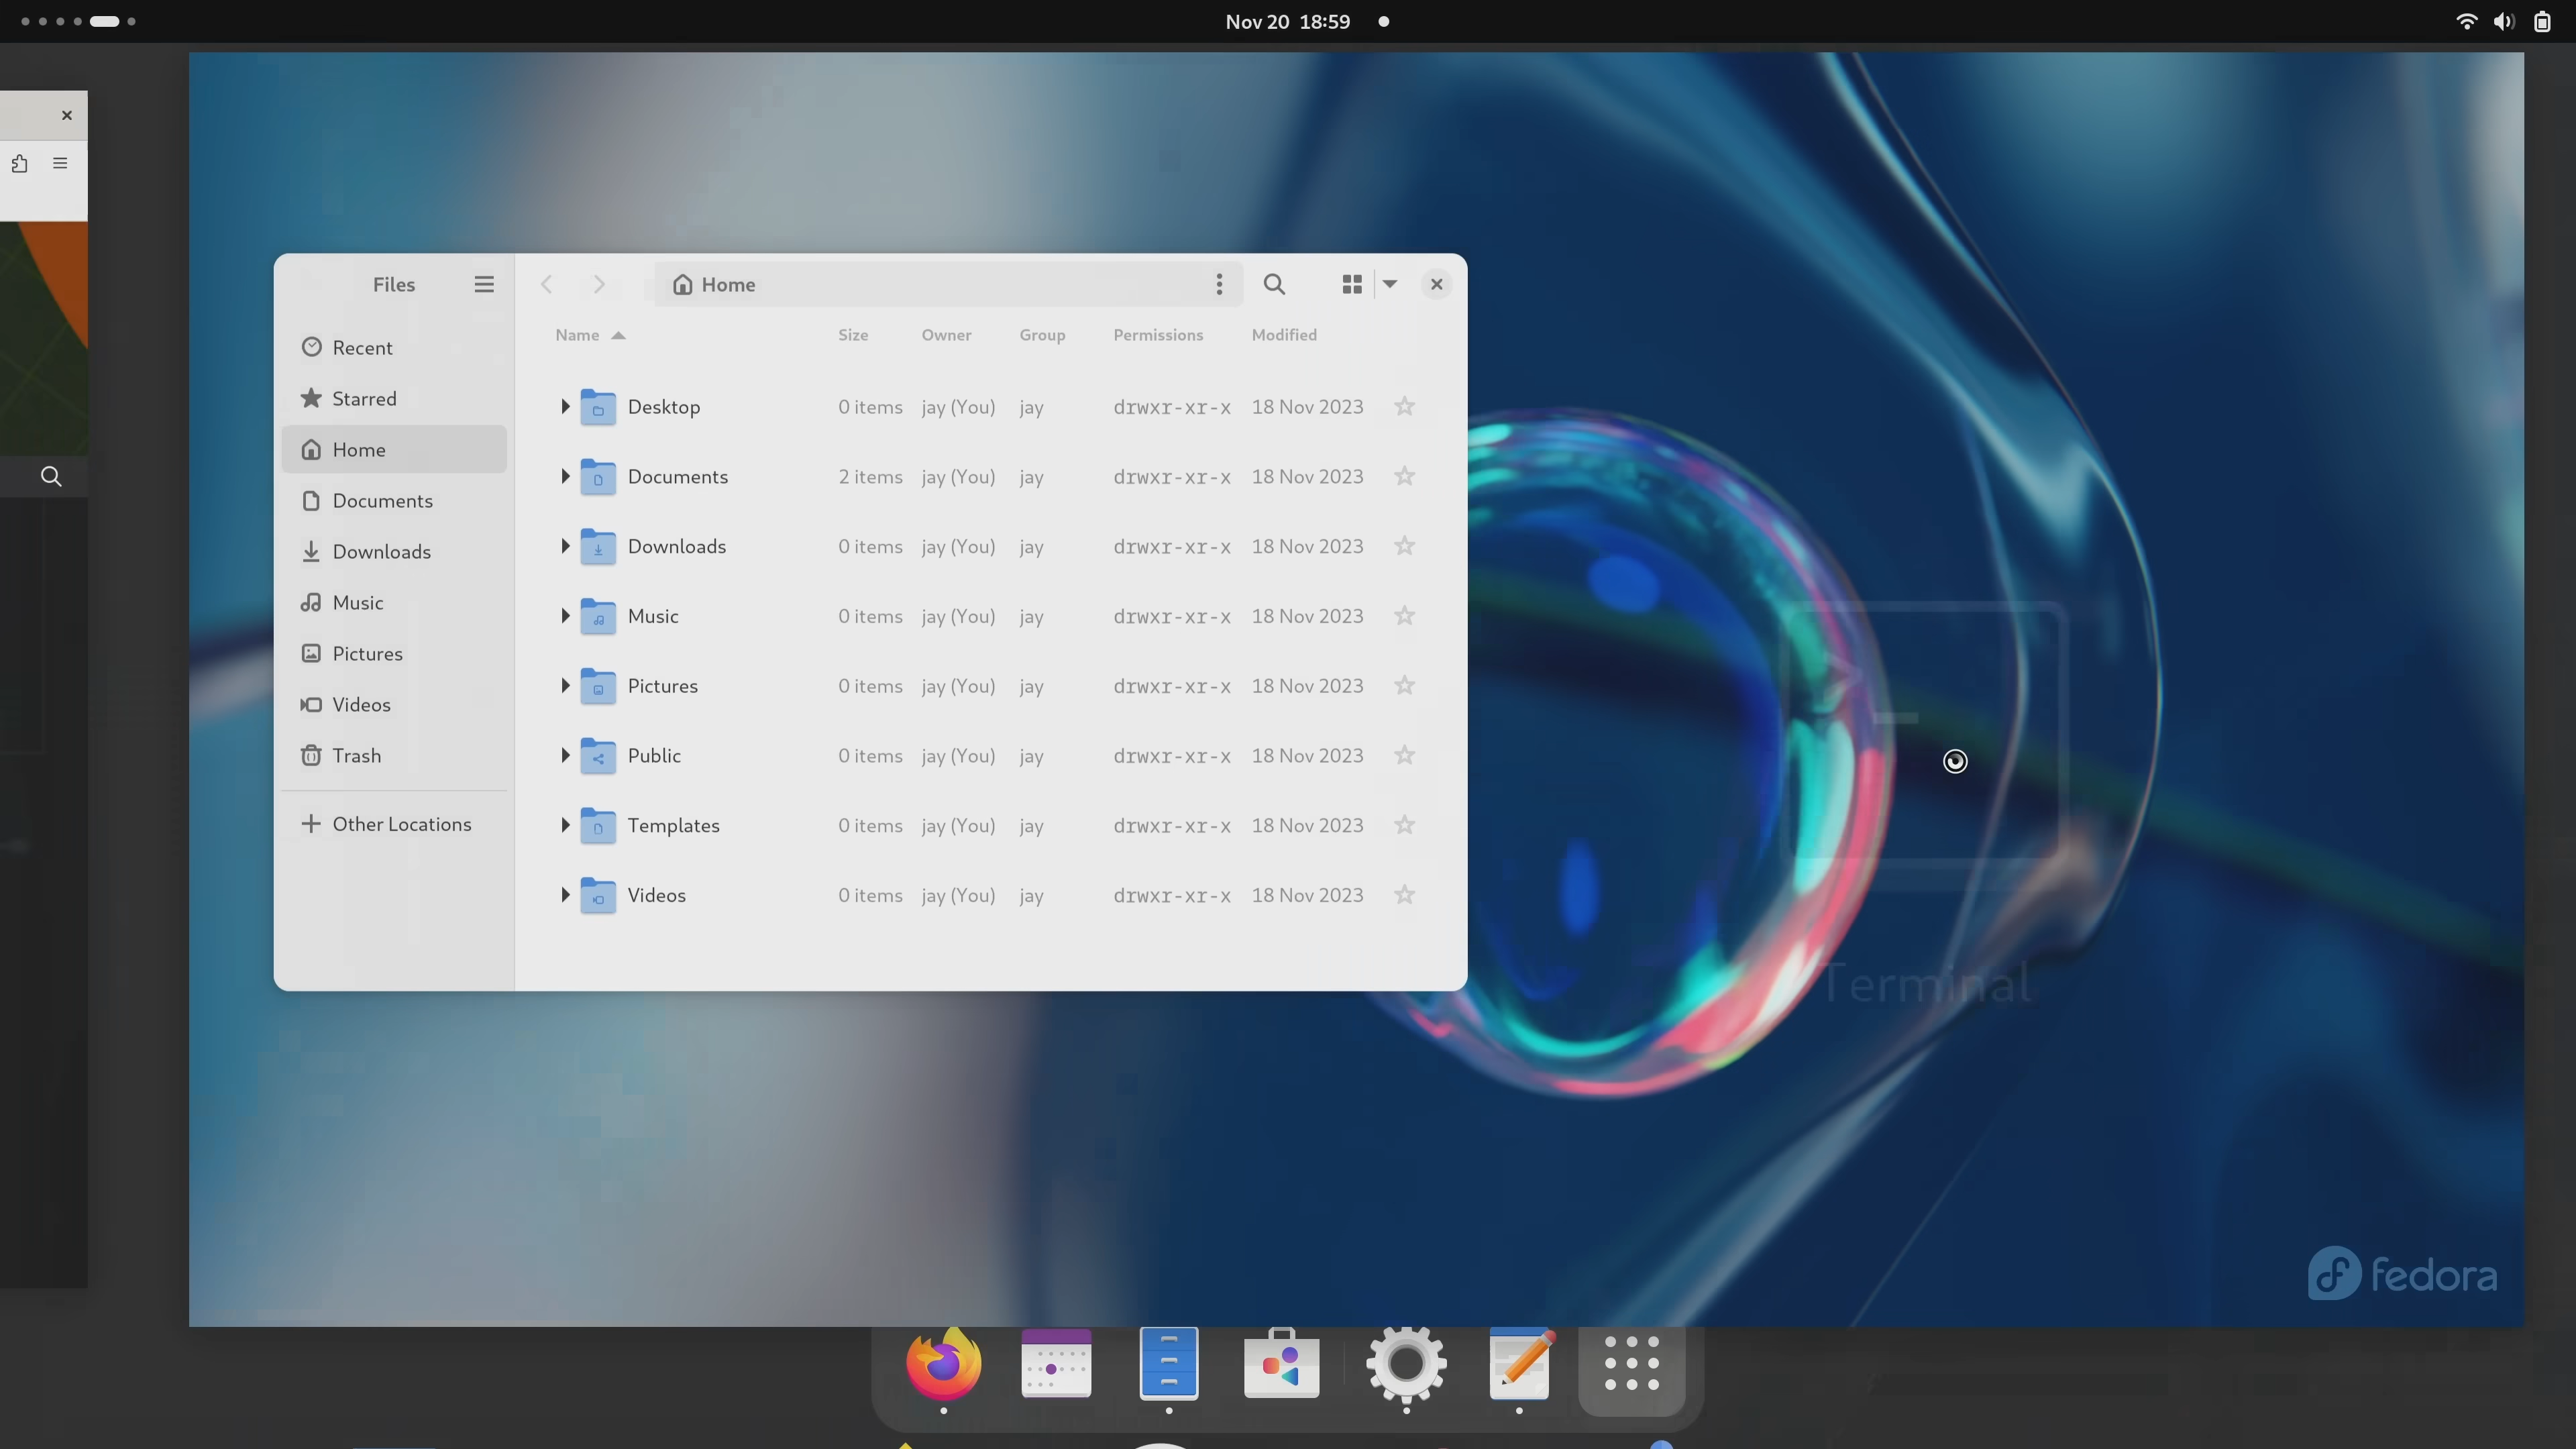 Nov 20 18:59
Files
Home
Name
Size
Owner
Group
Permissions
Modified
Recent
Starred
Home
Documents
Downloads
Music
Pictures
Videos
Trash
Other Locations
Desktop 0 items jay (You) jay drwxr-xr-x 18 Nov 2023
Documents 2 items jay (You) jay drwxr-xr-x 18 Nov 2023
Downloads 0 items jay (You) jay drwxr-xr-x 18 Nov 2023
Music 0 items jay (You) jay drwxr-xr-x 18 Nov 2023
Pictures 0 items jay (You) jay drwxr-xr-x 18 Nov 2023
Public 0 items jay (You) jay drwxr-xr-x 18 Nov 2023
Templates 0 items jay (You) jay drwxr-xr-x 18 Nov 2023
Videos 0 items jay (You) jay drwxr-xr-x 18 Nov 2023
Terminal
fedora